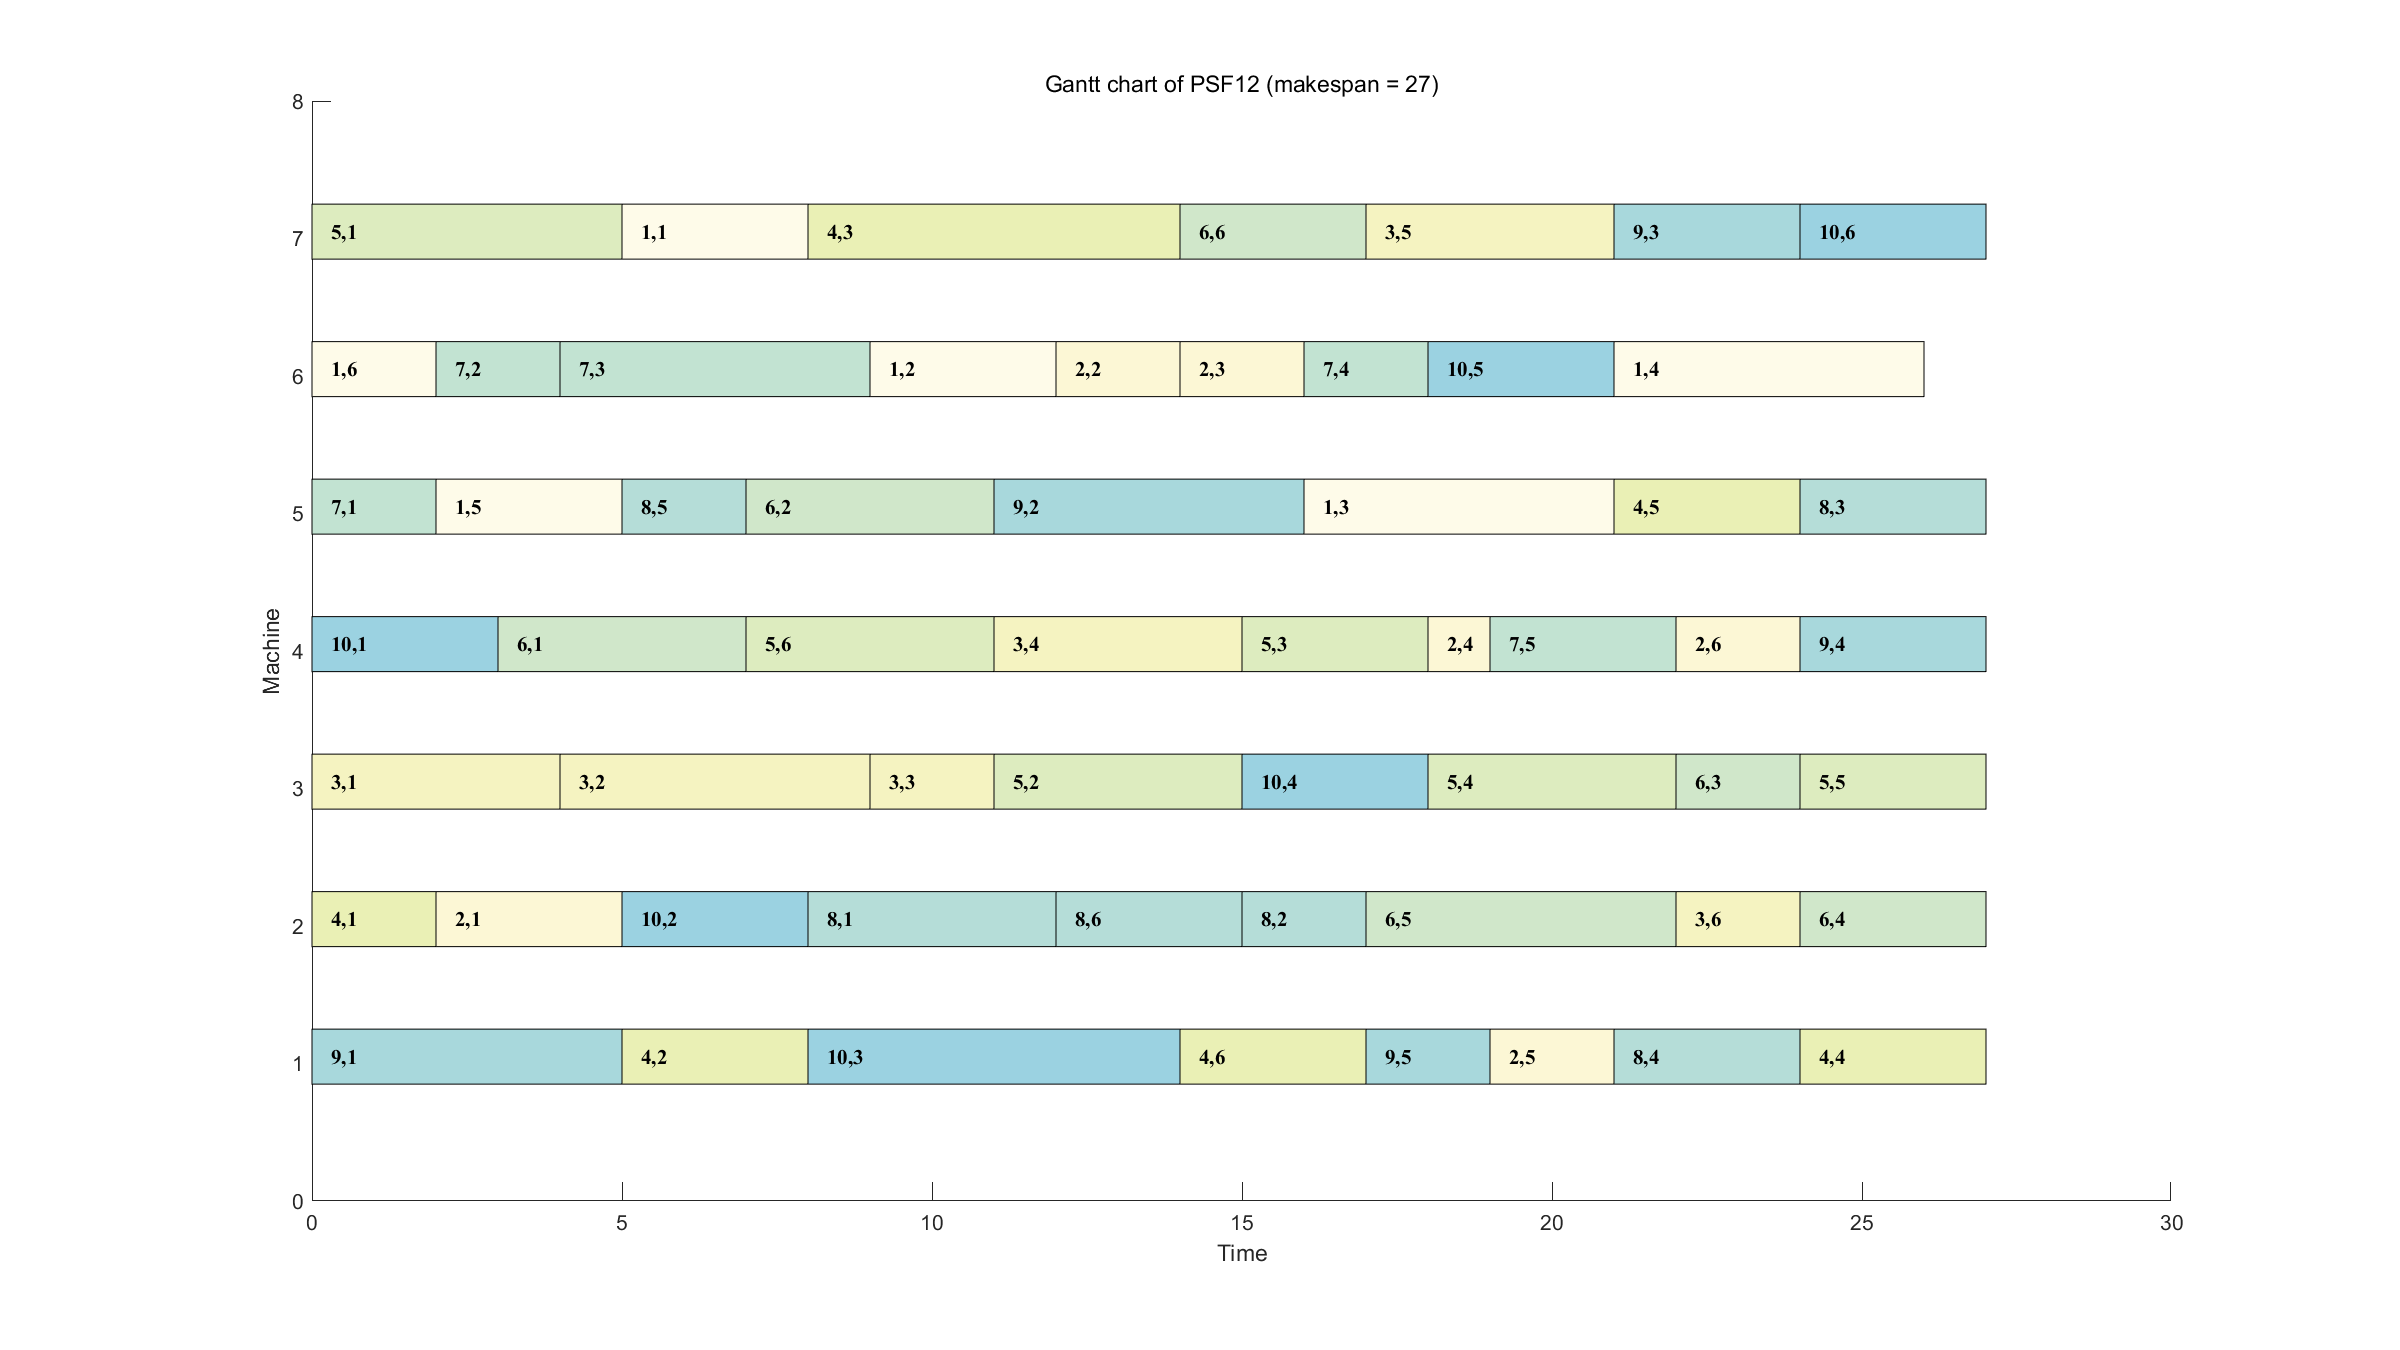 Gantt chart of PSF12 (makespan = 27)
8
7 5,1 1,1 4,3 6,6 3,5 9,3 10,6
6 1,6 7,2 7,3 1,2 2,2 2,3 7,4 10,5 1,4
5 7,1 1,5 8,5 6,2 9,2 1,3 4,5 8,3
4 10,1 6,1 5,6 3,4 5,3 2,4 7,5 2,6 9,4
Machine
3 3,1 3,2 3,3 5,2 10,4 5,4 6,3 5,5
2 4,1 2,1 10,2 8,1 8,6 8,2 6,5 3,6 6,4
1 9,1 4,2 10,3 4,6 9,5 2,5 8,4 4,4
0
0 5 10 15 20 25 30
Time